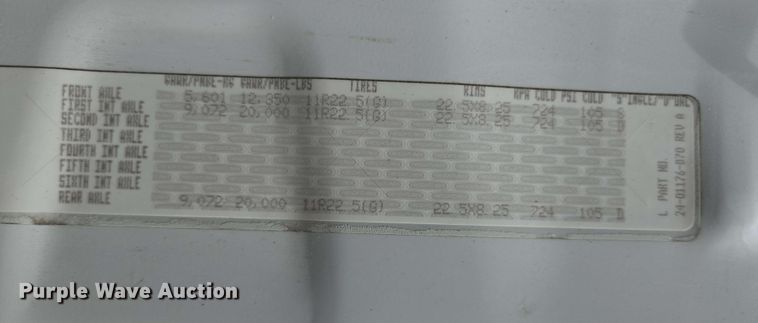 GAWR/PNBE-KG GAWR/PNBE-LBS TIRES RIMS KPA COLD PSI COLD "S"INGLE/"D"UAL
FRONT AXLE 5,601 12,350 11R22.5(G) 22.5X8.25 724 105 S
FIRST INT AXLE 9,072 20,000 11R22.5(G) 22.5X8.25 724 105 D
SECOND INT AXLE
THIRD INT AXLE
FOURTH INT AXLE
FIFTH INT AXLE
SIXTH INT AXLE
REAR AXLE 9,072 20,000 11R22.5(G) 22.5X8.25 724 105 D
L PART NO.
24-01176-070 REV A
Purple Wave Auction